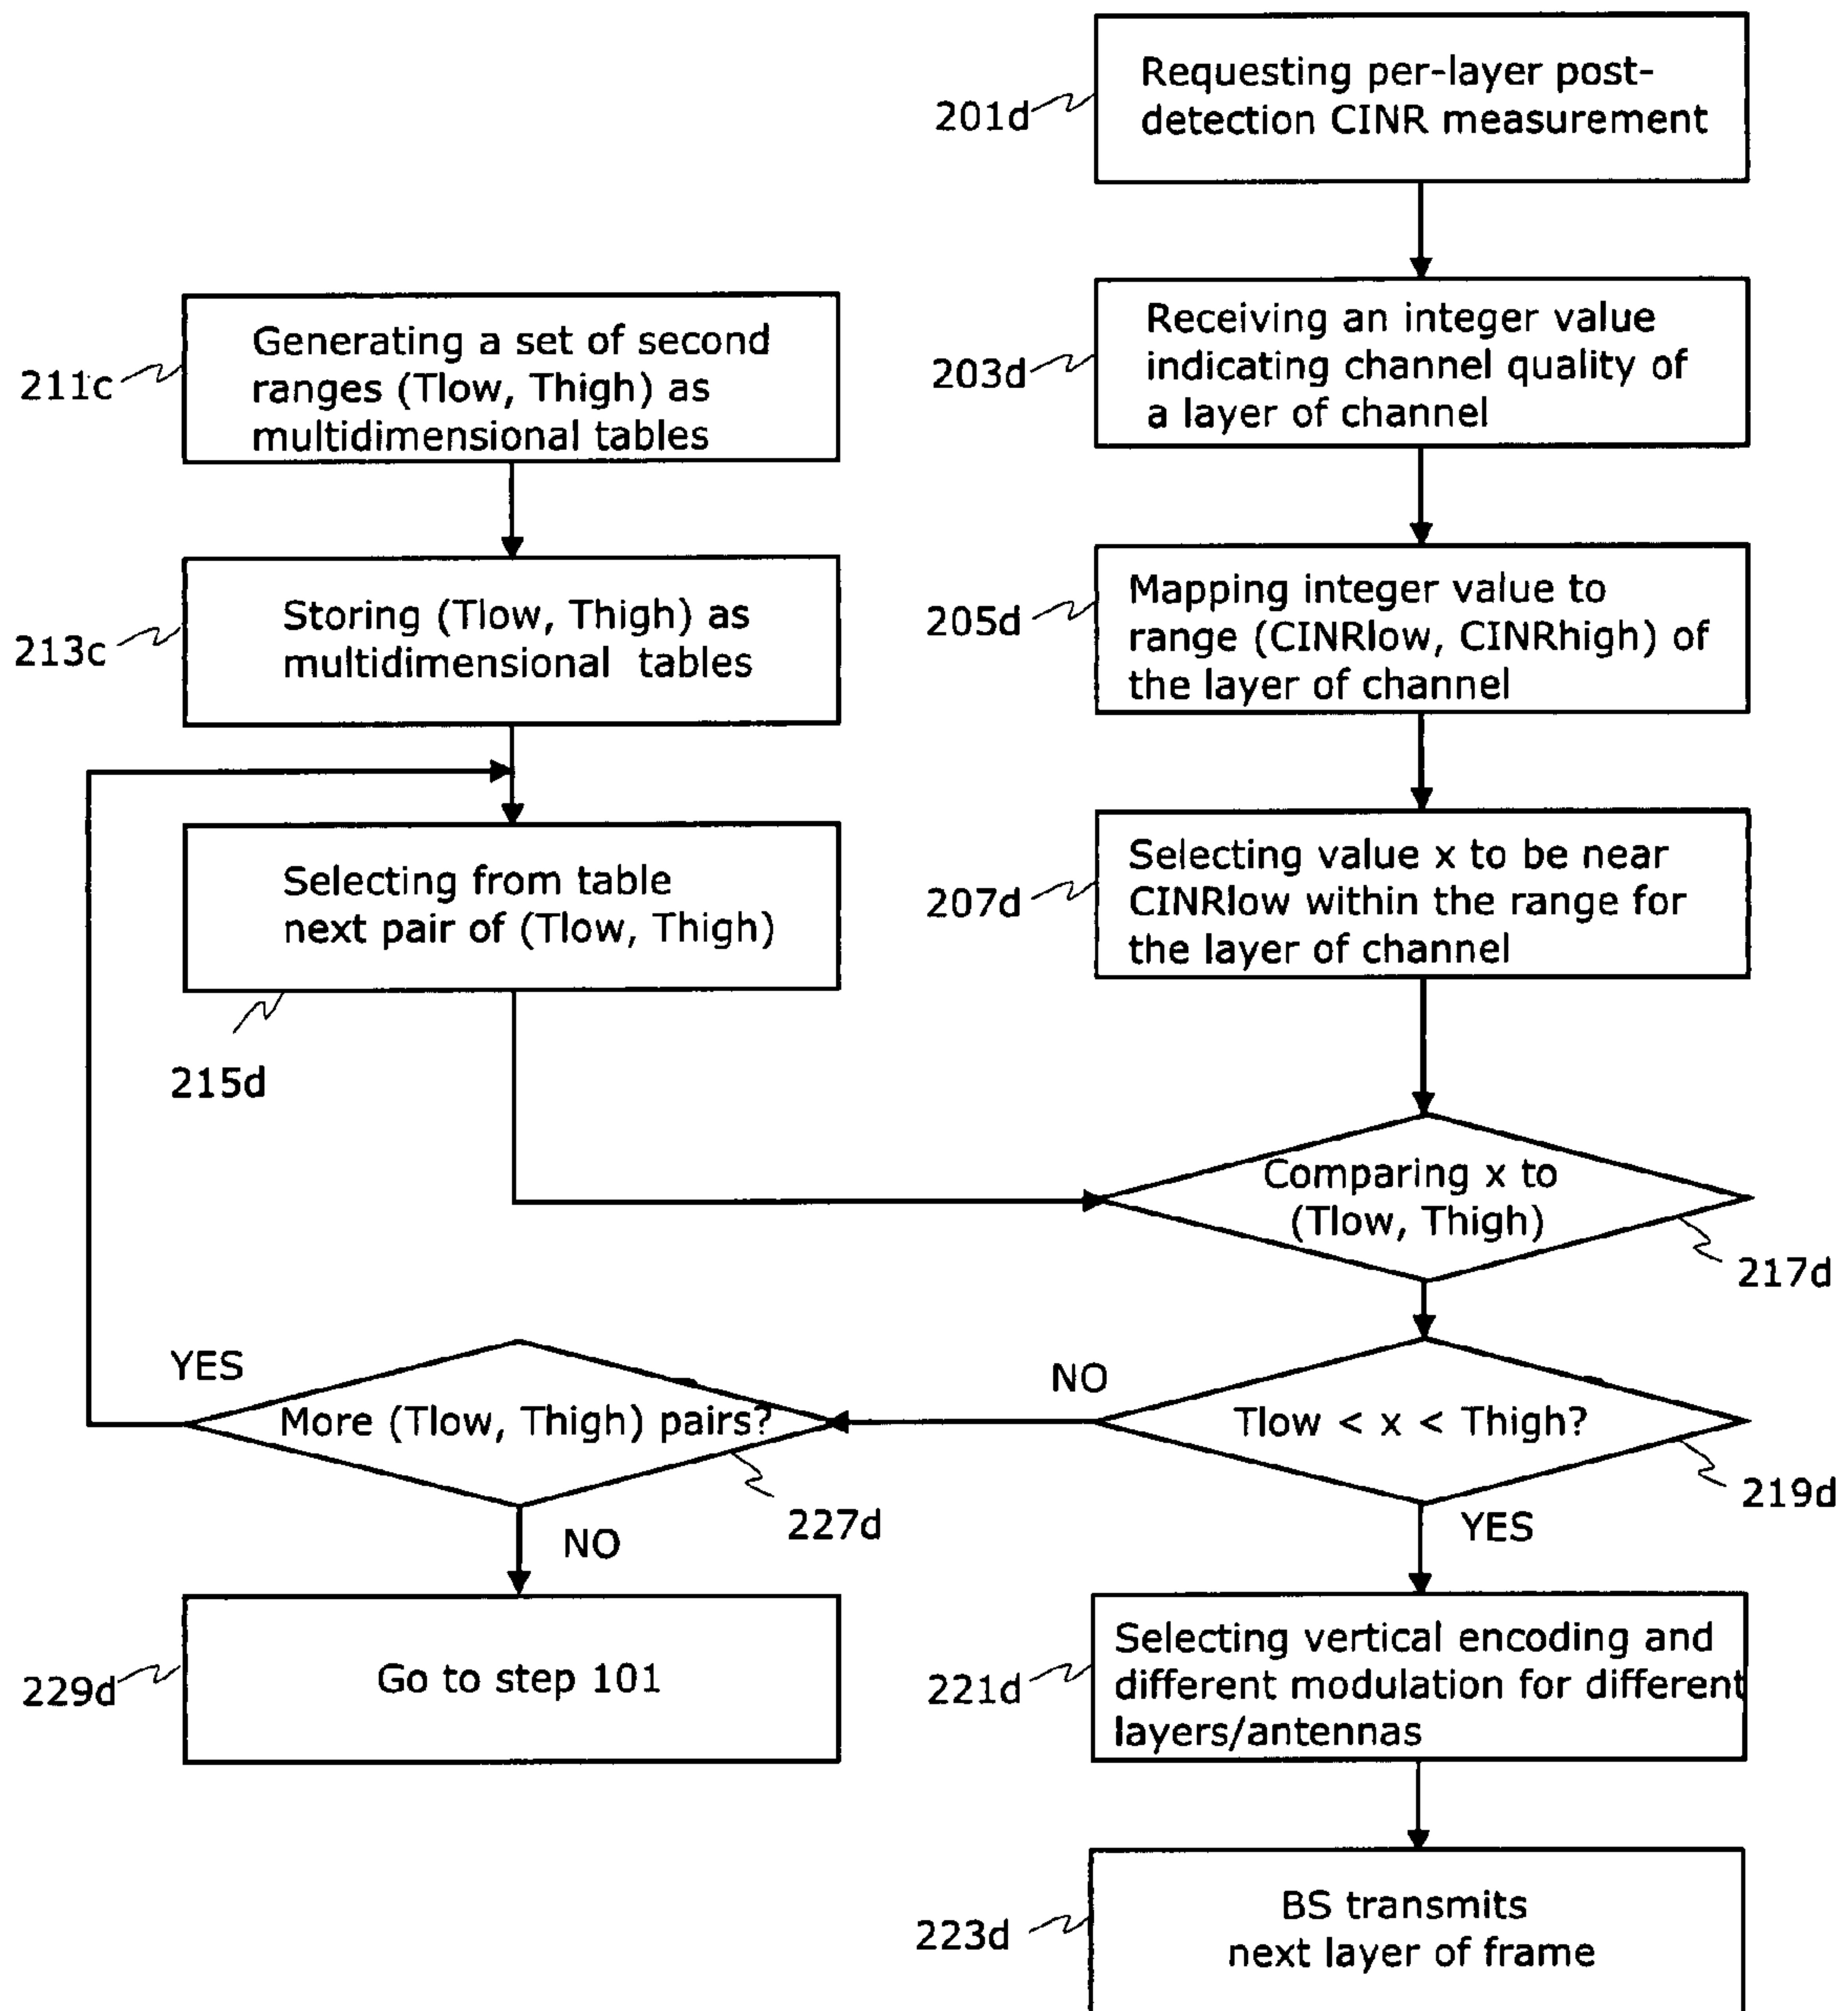 Requesting per-layer post-
detection CINR measurement
201d
Receiving an integer value
indicating channel quality of
a layer of channel
203d
Generating a set of second
ranges (Tlow, Thigh) as
multidimensional tables
211c
Mapping integer value to
range (CINRlow, CINRhigh) of
the layer of channel
205d
Storing (Tlow, Thigh) as
multidimensional tables
213c
Selecting value x to be near
CINRlow within the range for
the layer of channel
207d
Selecting from table
next pair of (Tlow, Thigh)
215d
Comparing x to
(Tlow, Thigh)
217d
Tlow < x < Thigh?
219d
NO
YES
More (Tlow, Thigh) pairs?
227d
YES
NO
Go to step 101
229d
Selecting vertical encoding and
different modulation for different
layers/antennas
221d
BS transmits
next layer of frame
223d